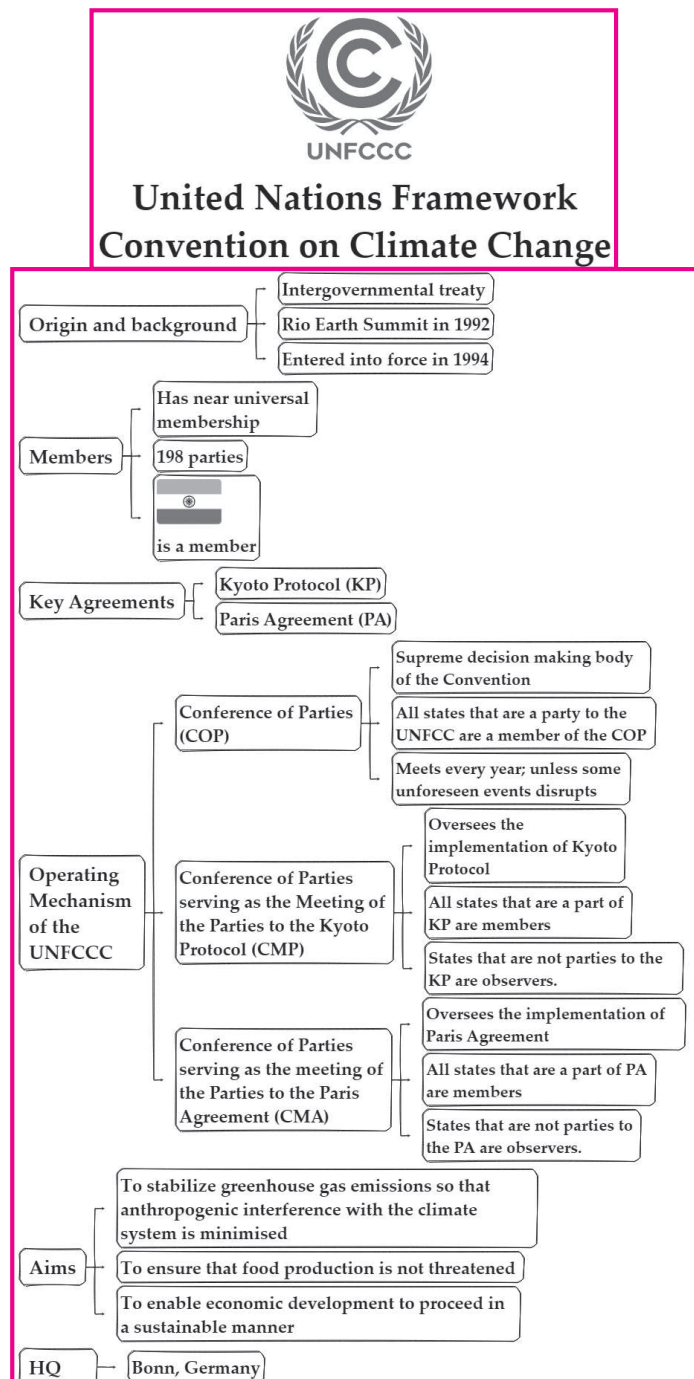 UNFCCC
United Nations Framework
Convention on Climate Change
Origin and background
Intergovernmental treaty
Rio Earth Summit in 1992
Entered into force in 1994
Members
Has near universal
membership
198 parties
is a member
Key Agreements
Kyoto Protocol (KP)
Paris Agreement (PA)
Operating
Mechanism
of the
UNFCCC
Conference of Parties
(COP)
Supreme decision making body
of the Convention
All states that are a party to the
UNFCC are a member of the COP
Meets every year; unless some
unforeseen events disrupts
Conference of Parties
serving as the Meeting of
the Parties to the Kyoto
Protocol (CMP)
Oversees the
implementation of Kyoto
Protocol
All states that are a part of
KP are members
States that are not parties to the
KP are observers.
Conference of Parties
serving as the meeting of
the Parties to the Paris
Agreement (CMA)
Oversees the implementation of
Paris Agreement
All states that are a part of PA
are members
States that are not parties to
the PA are observers.
Aims
To stabilize greenhouse gas emissions so that
anthropogenic interference with the climate
system is minimised
To ensure that food production is not threatened
To enable economic development to proceed in
a sustainable manner
HQ
Bonn, Germany